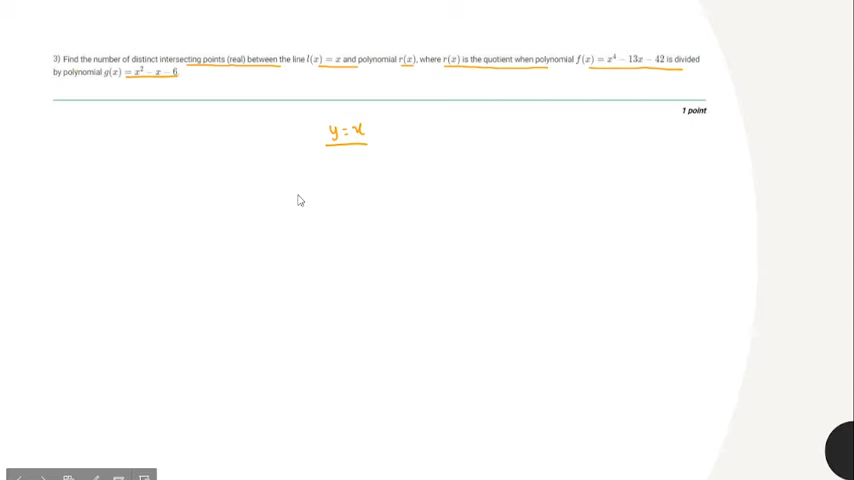 3) Find the number of distinct intersecting points (real) between the line l(x) = x and polynomial r(x), where r(x) is the quotient when polynomial f(x) = x⁴ − 13x − 42 is divided
by polynomial g(x) = x² − x − 6.
1 point
y = x